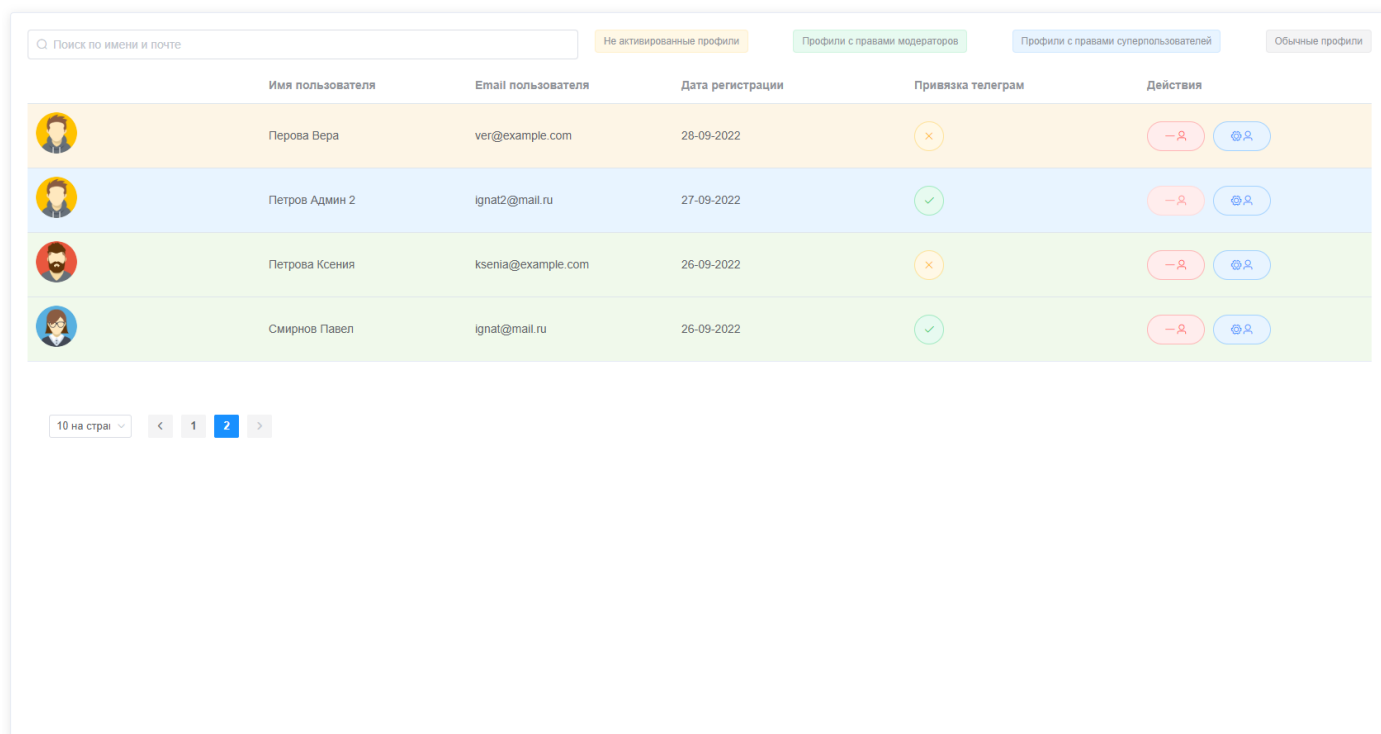 Поиск по имени и почте
Не активированные профили
Профили с правами модераторов
Профили с правами суперпользователей
Обычные профили
Имя пользователя Email пользователя Дата регистрации Привязка телеграм Действия
Перова Вера ver@example.com 28-09-2022
Петров Админ 2 ignat2@mail.ru 27-09-2022
Петрова Ксения ksenia@example.com 26-09-2022
Смирнов Павел ignat@mail.ru 26-09-2022
10 на стра 1 2